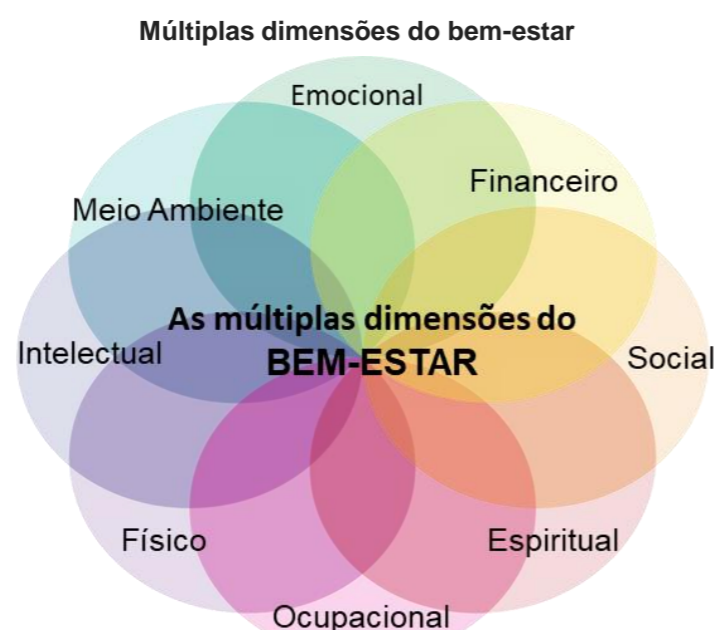 Múltiplas dimensões do bem-estar
Emocional
Financeiro
Meio Ambiente
As múltiplas dimensões do
BEM-ESTAR
Intelectual
Social
Físico
Espiritual
Ocupacional